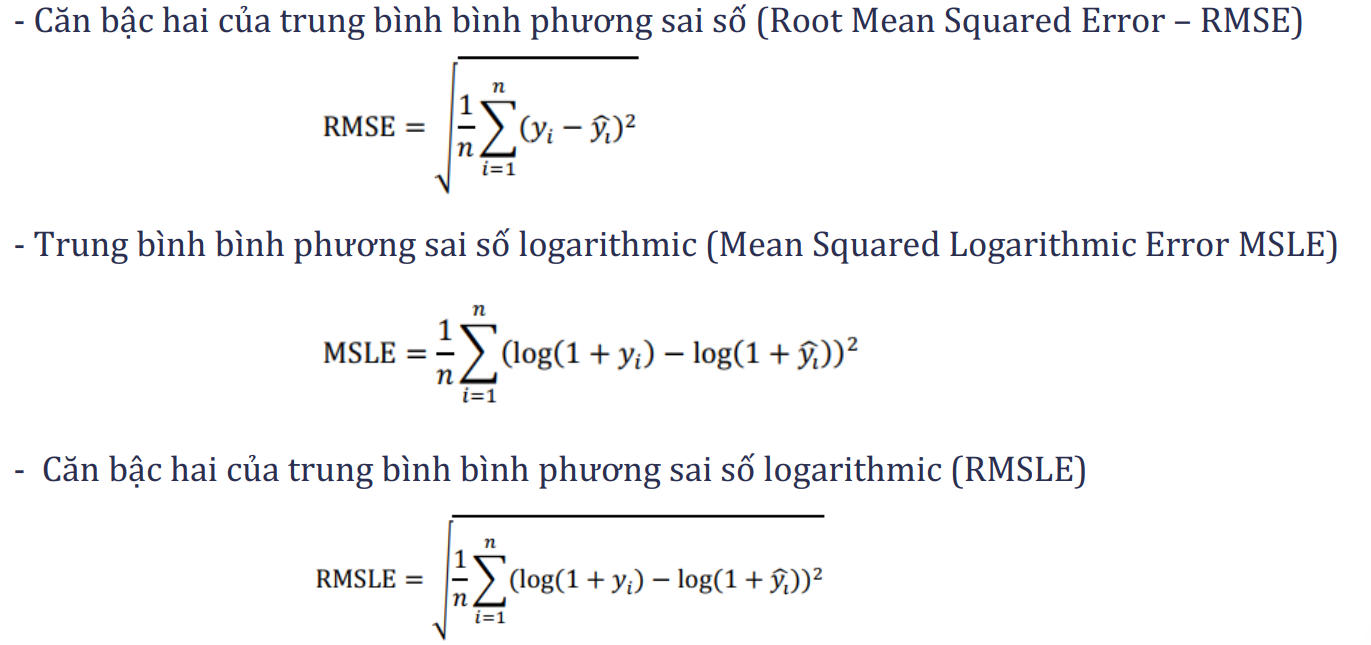 - Căn bậc hai của trung bình bình phương sai số (Root Mean Squared Error – RMSE)
RMSE = √(1/n ∑_{i=1}^{n} (y_i − ŷ_i)²)
- Trung bình bình phương sai số logarithmic (Mean Squared Logarithmic Error MSLE)
MSLE = 1/n ∑_{i=1}^{n} (log(1 + y_i) − log(1 + ŷ_i))²
- Căn bậc hai của trung bình bình phương sai số logarithmic (RMSLE)
RMSLE = √(1/n ∑_{i=1}^{n} (log(1 + y_i) − log(1 + ŷ_i))²)